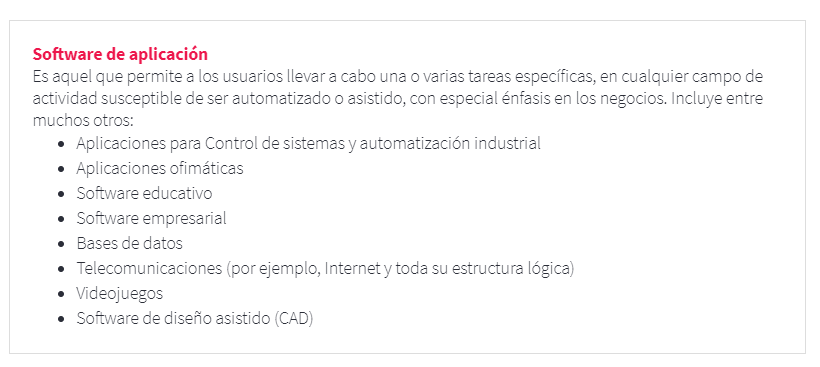 Software de aplicación
Es aquel que permite a los usuarios llevar a cabo una o varias tareas específicas, en cualquier campo de
actividad susceptible de ser automatizado o asistido, con especial énfasis en los negocios. Incluye entre
muchos otros:
• Aplicaciones para Control de sistemas y automatización industrial
• Aplicaciones ofimáticas
• Software educativo
• Software empresarial
• Bases de datos
• Telecomunicaciones (por ejemplo, Internet y toda su estructura lógica)
• Videojuegos
• Software de diseño asistido (CAD)